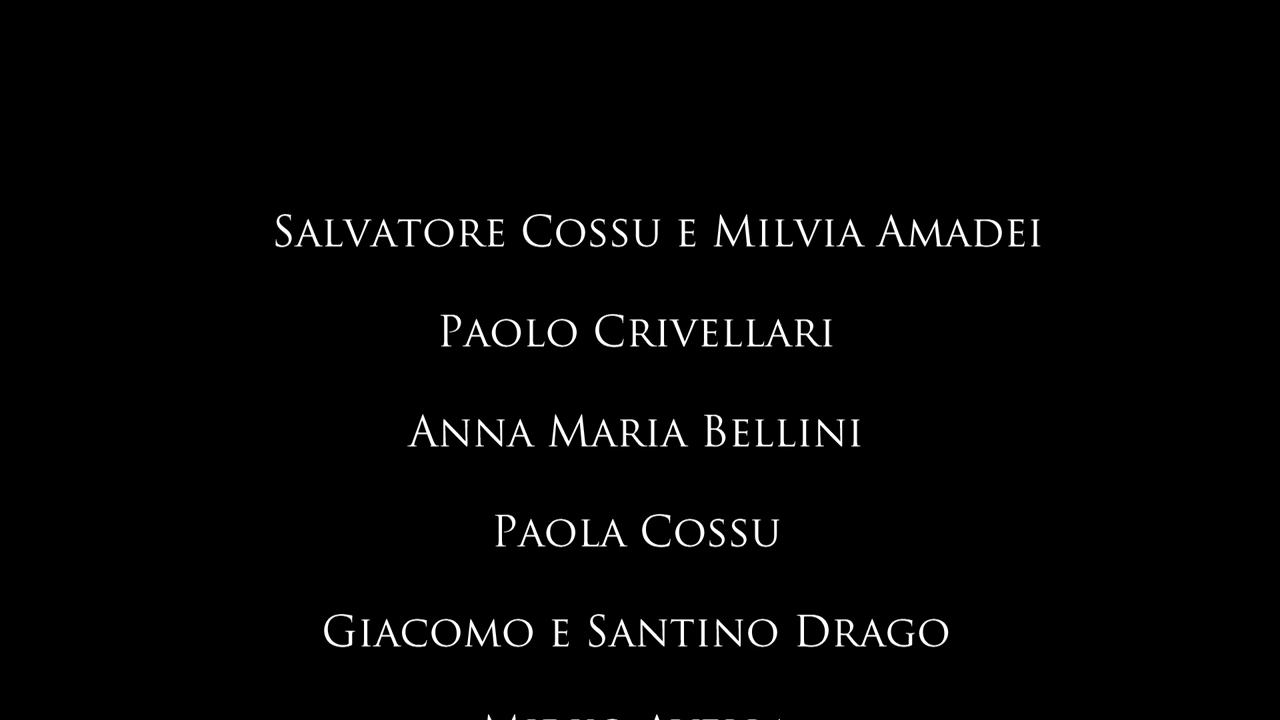 Salvatore Cossu e Milvia Amadei
Paolo Crivellari
Anna Maria Bellini
Paola Cossu
Giacomo e Santino Drago